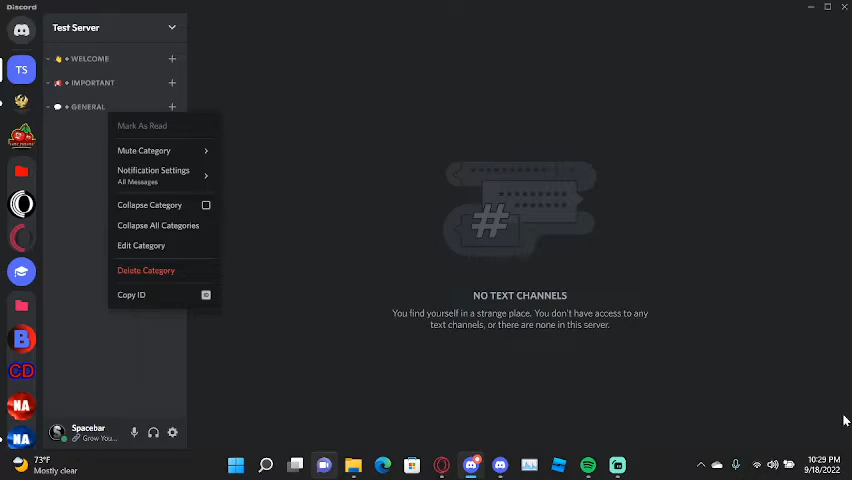 Discord
Test Server
WELCOME
IMPORTANT
GENERAL
TS
Mark As Read
Mute Category
Notification Settings
All Messages
Collapse Category
Collapse All Categories
Edit Category
Delete Category
Copy ID
ID
NO TEXT CHANNELS
You find yourself in a strange place. You don't have access to any
text channels, or there are none in this server.
B
CD
NA
NA
Spacebar
Grow You...
73°F
Mostly clear
10:29 PM
9/18/2022